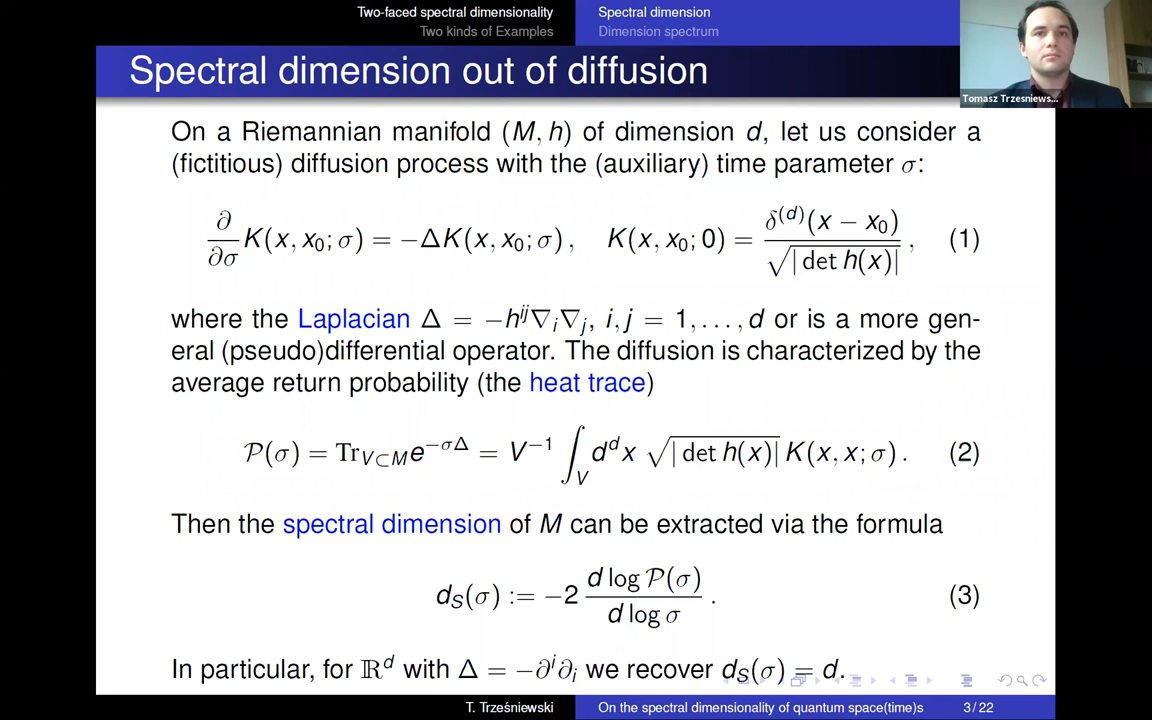 Two-faced spectral dimensionality
Two kinds of Examples
Spectral dimension
Dimension spectrum
Spectral dimension out of diffusion
Tomasz Trzesniews...
On a Riemannian manifold (M, h) of dimension d, let us consider a
(fictitious) diffusion process with the (auxiliary) time parameter σ:
∂/∂σ K(x, x₀; σ) = −ΔK(x, x₀; σ) , K(x, x₀; 0) = δ⁽ᵈ⁾(x − x₀)/√|det h(x)| , (1)
where the Laplacian Δ = −hⁱʲ∇ᵢ∇ⱼ, i, j = 1, . . . , d or is a more gen-
eral (pseudo)differential operator. The diffusion is characterized by the
average return probability (the heat trace)
𝒫(σ) = Tr_{V⊂M} e^{−σΔ} = V⁻¹ ∫_V dᵈx √|det h(x)| K(x, x; σ) . (2)
Then the spectral dimension of M can be extracted via the formula
d_S(σ) := −2 d log 𝒫(σ)/d log σ . (3)
In particular, for ℝᵈ with Δ = −∂ⁱ∂ᵢ we recover d_S(σ) = d.
T. Trześniewski
On the spectral dimensionality of quantum space(time)s
3/22